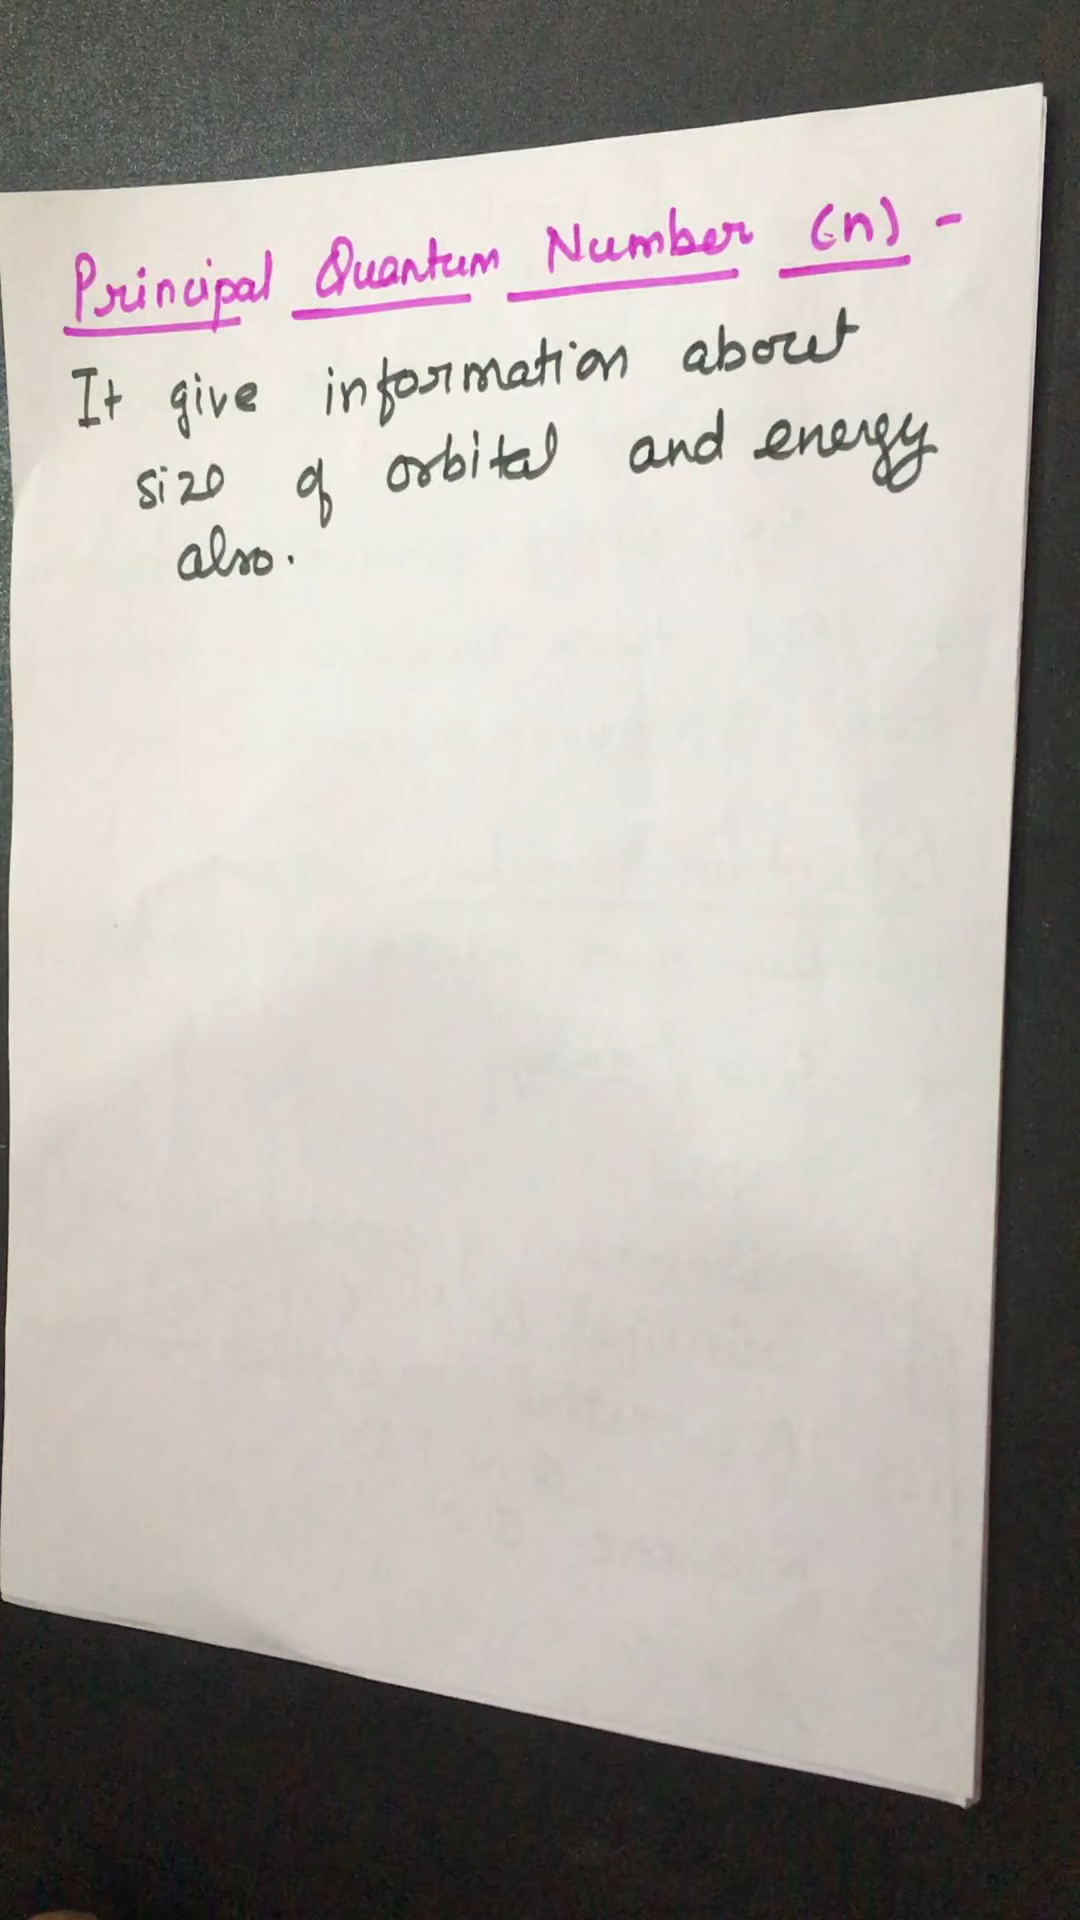 Principal Quantum Number (n) -
It give information about
size of orbital and energy
also.